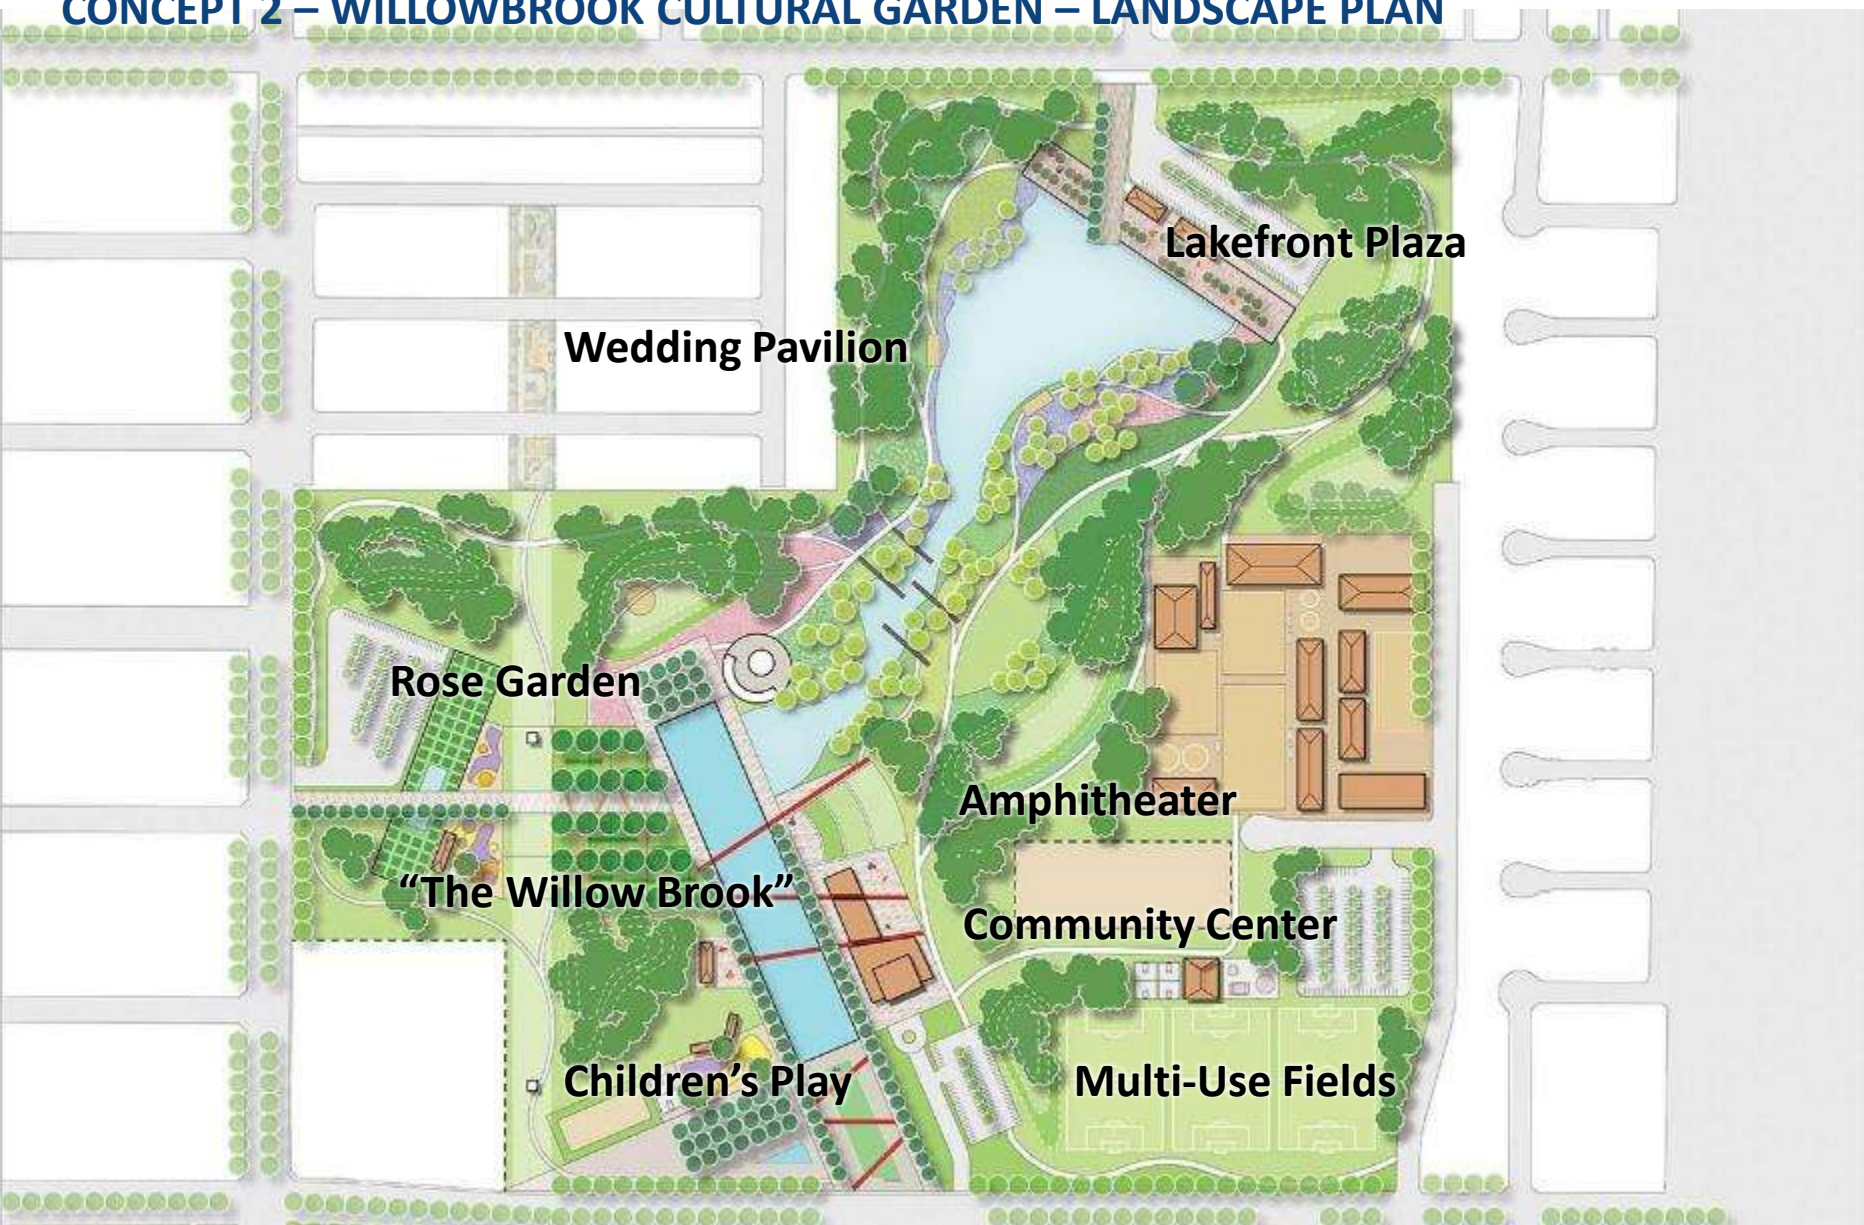 CONCEPT 2 – WILLOWBROOK CULTURAL GARDEN – LANDSCAPE PLAN
Lakefront Plaza
Wedding Pavilion
Rose Garden
Amphitheater
“The Willow Brook”
Community Center
Children’s Play
Multi-Use Fields